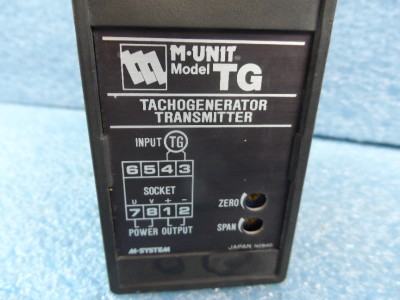 M·UNIT
Model TG
TACHOGENERATOR
TRANSMITTER
INPUT TG
6 5 4 3
SOCKET
U V + -
7 8 1 2
POWER OUTPUT
ZERO
SPAN
M-SYSTEM
JAPAN